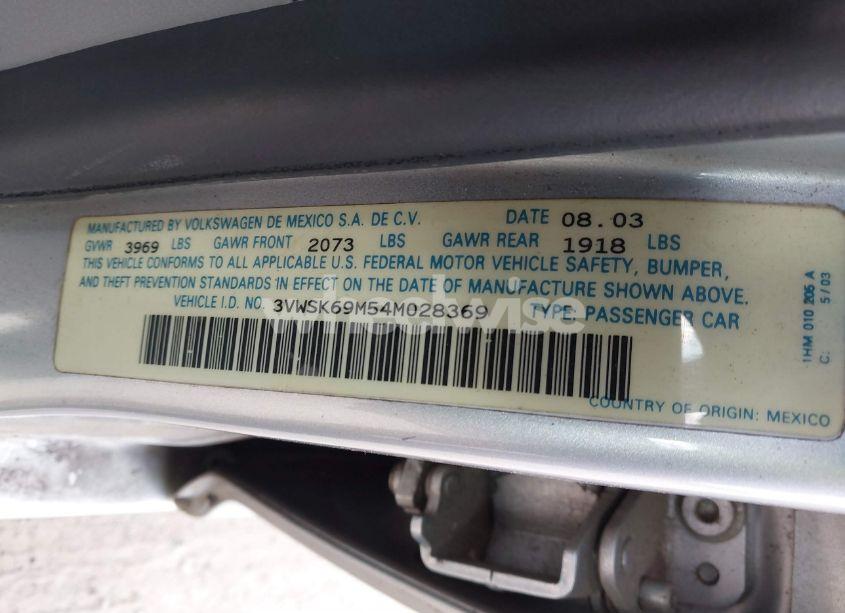 MANUFACTURED BY VOLKSWAGEN DE MEXICO S.A. DE C.V. DATE 08.03
GVWR 3969 LBS GAWR FRONT 2073 LBS GAWR REAR 1918 LBS
THIS VEHICLE CONFORMS TO ALL APPLICABLE U.S. FEDERAL MOTOR VEHICLE SAFETY, BUMPER,
AND THEFT PREVENTION STANDARDS IN EFFECT ON THE DATE OF MANUFACTURE SHOWN ABOVE.
VEHICLE I.D. NO. 3VWSK69M54M028369 TYPE: PASSENGER CAR
COUNTRY OF ORIGIN: MEXICO
1HM 010 205 A
C: 5/03
wheelwise